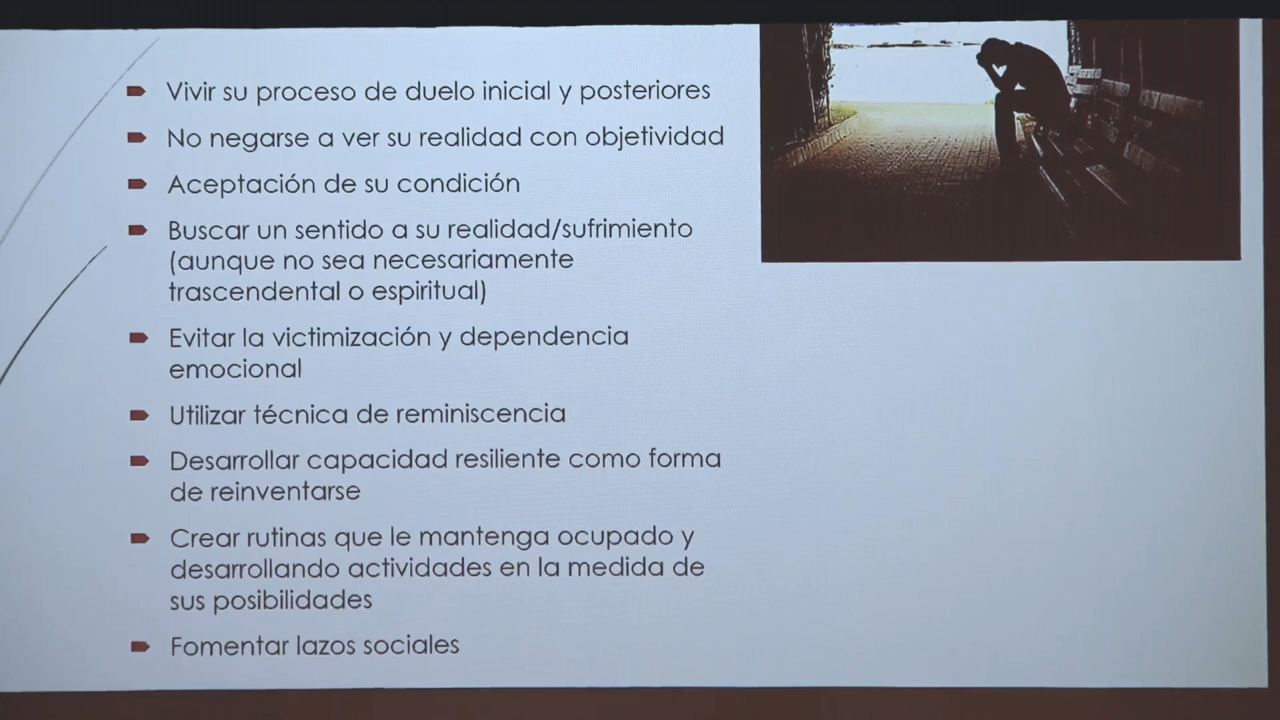 Vivir su proceso de duelo inicial y posteriores
No negarse a ver su realidad con objetividad
Aceptación de su condición
Buscar un sentido a su realidad/sufrimiento
(aunque no sea necesariamente
trascendental o espiritual)
Evitar la victimización y dependencia
emocional
Utilizar técnica de reminiscencia
Desarrollar capacidad resiliente como forma
de reinventarse
Crear rutinas que le mantenga ocupado y
desarrollando actividades en la medida de
sus posibilidades
Fomentar lazos sociales